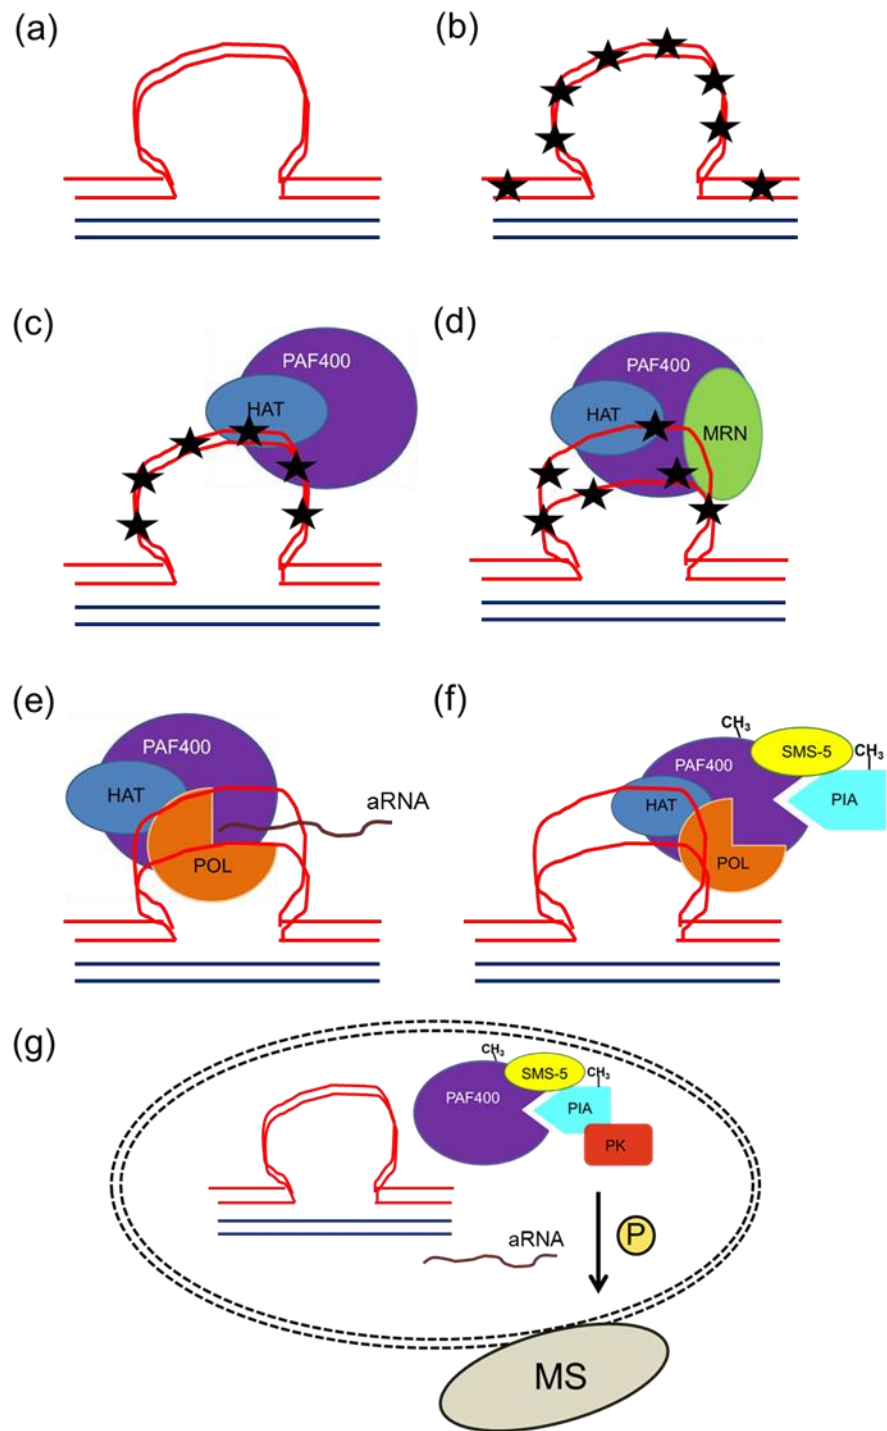 (a)
(b)
(c)
PAF400
HAT
(d)
PAF400
HAT
MRN
(e)
PAF400
HAT
aRNA
POL
(f)
CH₃
SMS-5
CH₃
PAF400
HAT
PIA
POL
(g)
CH₃
SMS-5
CH₃
PAF400
PIA
PK
aRNA
P
MS